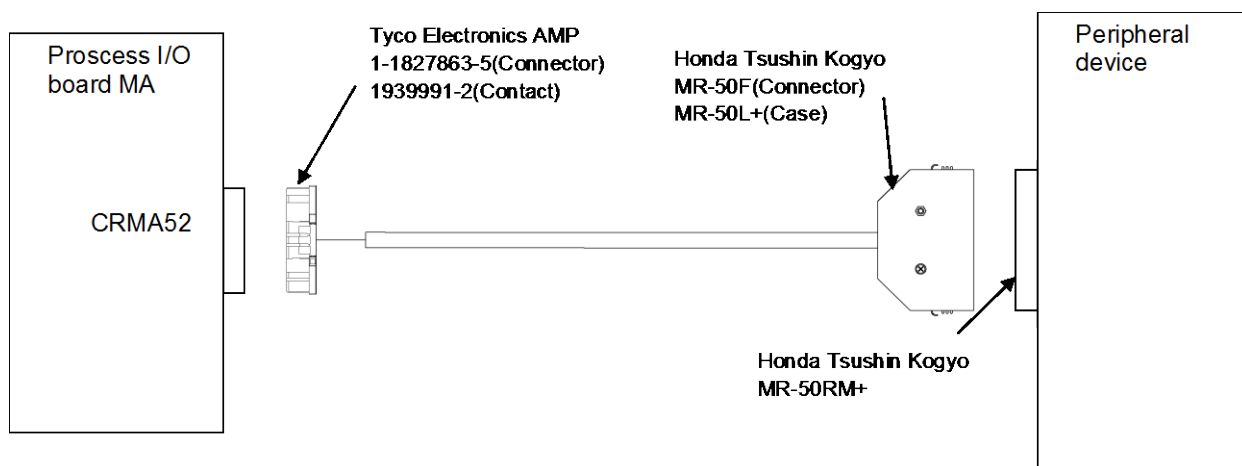 Proscess I/O
board MA
CRMA52
Tyco Electronics AMP
1-1827863-5(Connector)
1939991-2(Contact)
Honda Tsushin Kogyo
MR-50F(Connector)
MR-50L+(Case)
Peripheral
device
Honda Tsushin Kogyo
MR-50RM+